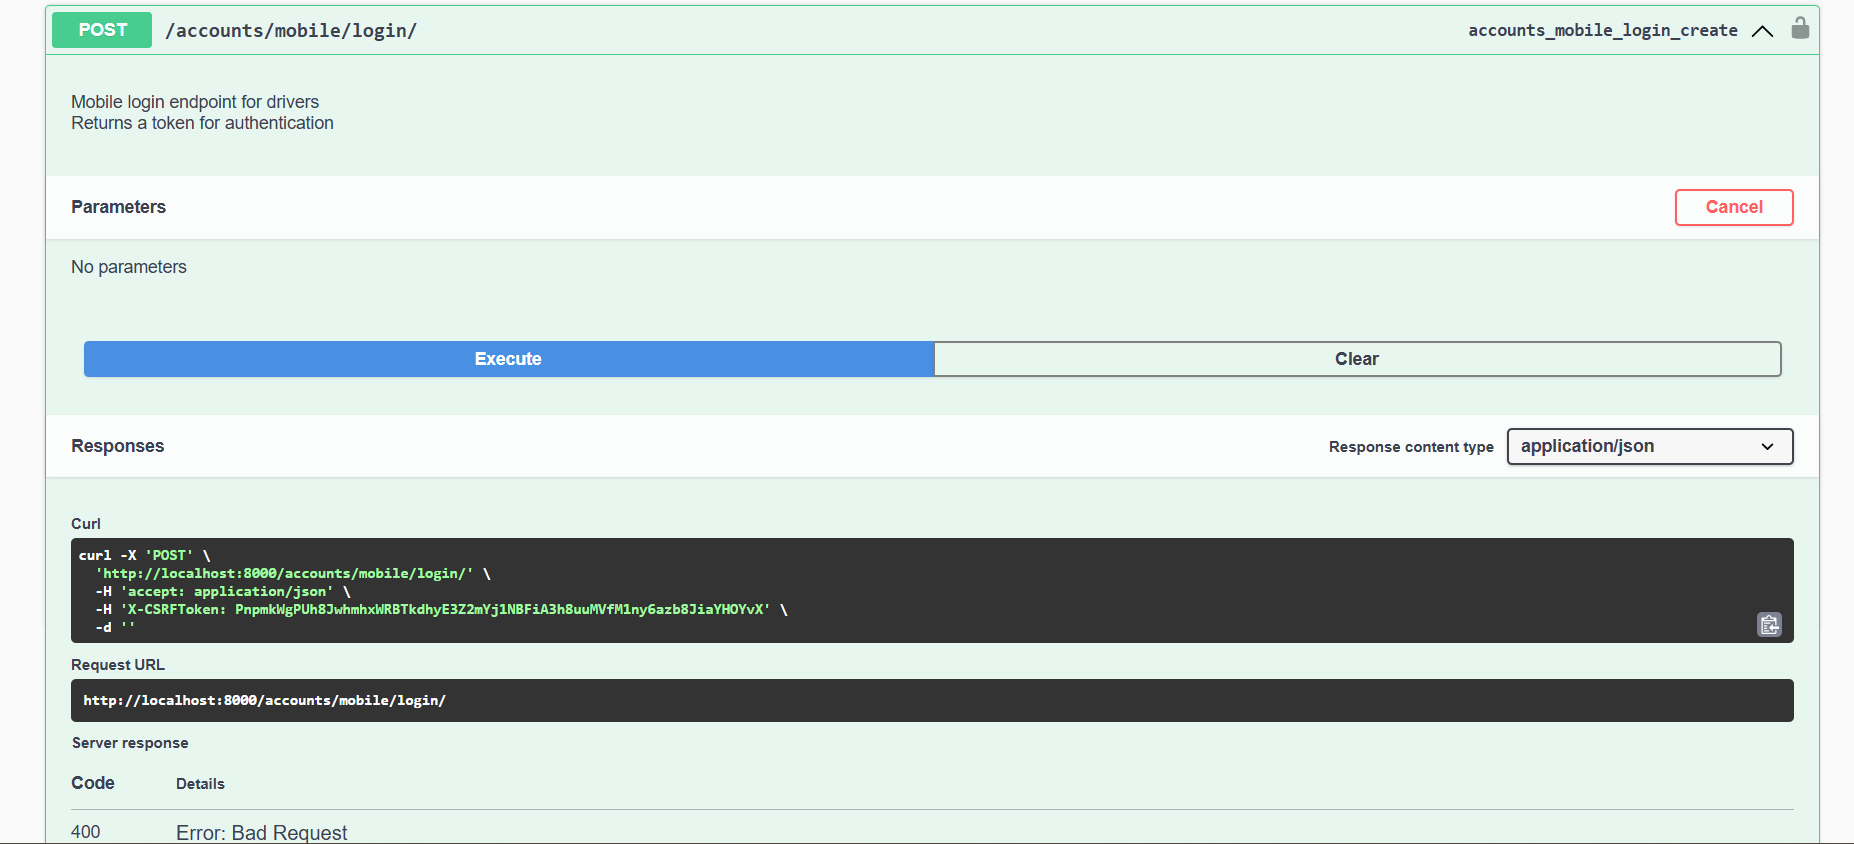 POST /accounts/mobile/login/ accounts_mobile_login_create
Mobile login endpoint for drivers
Returns a token for authentication
Parameters Cancel
No parameters
Execute Clear
Responses Response content type application/json
Curl
curl -X 'POST' \
'http://localhost:8000/accounts/mobile/login/' \
-H 'accept: application/json' \
-H 'X-CSRFToken: PnpmkWgPUh8JwhmhxWRBTkdhyE3Z2mYj1NBFiA3h8uuMVfM1ny6azb8JiaYHOYvX' \
-d ''
Request URL
http://localhost:8000/accounts/mobile/login/
Server response
Code Details
400 Error: Bad Request